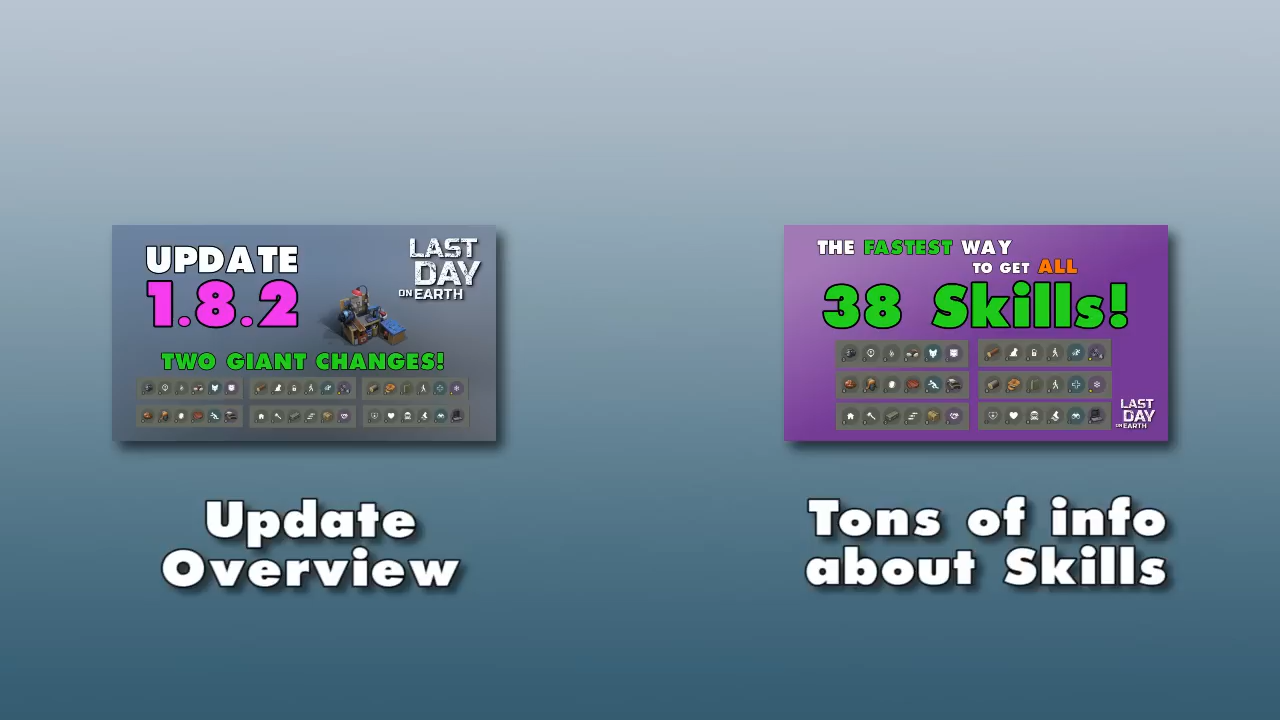 UPDATE
1.8.2
LAST
DAY
ON EARTH
TWO GIANT CHANGES!
Update
Overview
THE FASTEST WAY
TO GET ALL
38 Skills!
LAST
DAY
ON EARTH
Tons of info
about Skills